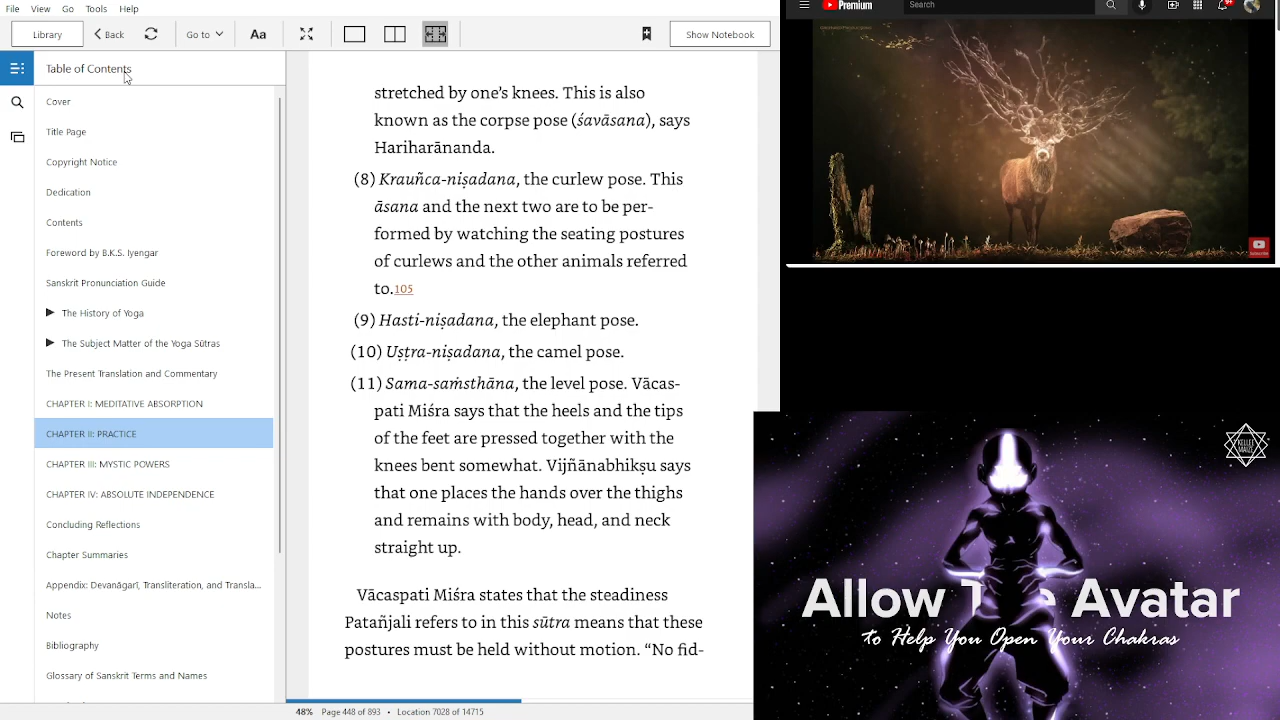 File View Go Tools Help
Library Back Go to Aa Show Notebook
Table of Contents
Cover
Title Page
Copyright Notice
Dedication
Contents
Foreword by B.K.S. Iyengar
Sanskrit Pronunciation Guide
The History of Yoga
The Subject Matter of the Yoga Sūtras
The Present Translation and Commentary
CHAPTER I: MEDITATIVE ABSORPTION
CHAPTER II: PRACTICE
CHAPTER III: MYSTIC POWERS
CHAPTER IV: ABSOLUTE INDEPENDENCE
Concluding Reflections
Chapter Summaries
Appendix: Devanāgarī, Transliteration, and Transla...
Notes
Bibliography
Glossary of Sanskrit Terms and Names
stretched by one’s knees. This is also
known as the corpse pose (śavāsana), says
Hariharānanda.
(8) Krauñca-niṣadana, the curlew pose. This
āsana and the next two are to be per-
formed by watching the seating postures
of curlews and the other animals referred
to.105
(9) Hasti-niṣadana, the elephant pose.
(10) Uṣṭra-niṣadana, the camel pose.
(11) Sama-saṁsthāna, the level pose. Vācas-
pati Miśra says that the heels and the tips
of the feet are pressed together with the
knees bent somewhat. Vijñānabhikṣu says
that one places the hands over the thighs
and remains with body, head, and neck
straight up.
Vācaspati Miśra states that the steadiness
Patañjali refers to in this sūtra means that these
postures must be held without motion. “No fid-
48% Page 448 of 893 • Location 7028 of 14715
Premium
Search
9+
Subscribe
Allow T e Avatar
to Help You Open Your Chakras